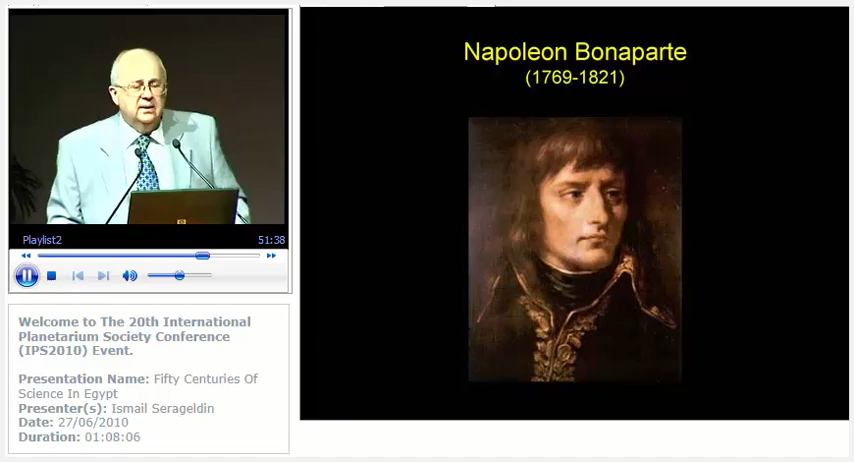 Napoleon Bonaparte
(1769-1821)
Playlist2 51:38
Welcome to The 20th International
Planetarium Society Conference
(IPS2010) Event.
Presentation Name: Fifty Centuries Of
Science In Egypt
Presenter(s): Ismail Serageldin
Date: 27/06/2010
Duration: 01:08:06